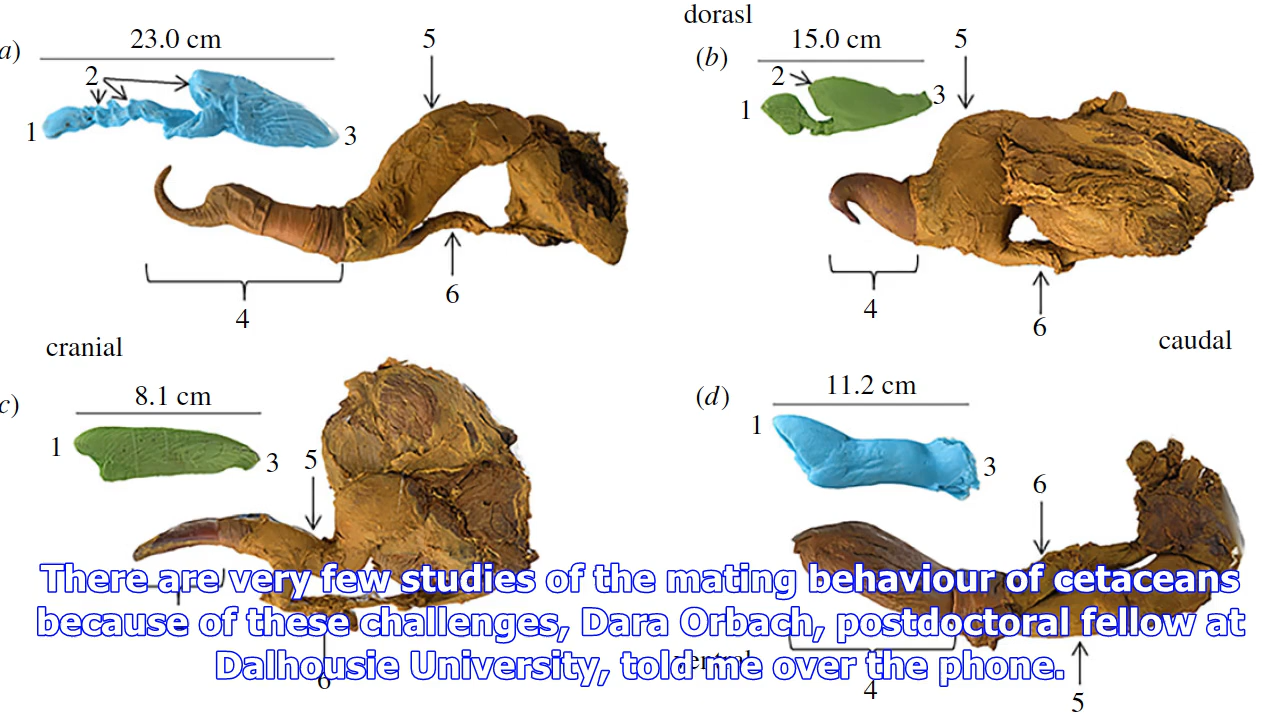 dorasl
a)
23.0 cm
5
2
1
3
6
4
(b)
15.0 cm
5
2
1
3
4
6
cranial
caudal
c)
8.1 cm
1
3
5
6
(d)
11.2 cm
1
3
6
4
5
There are very few studies of the mating behaviour of cetaceans
because of these challenges, Dara Orbach, postdoctoral fellow at
Dalhousie University, told me over the phone.